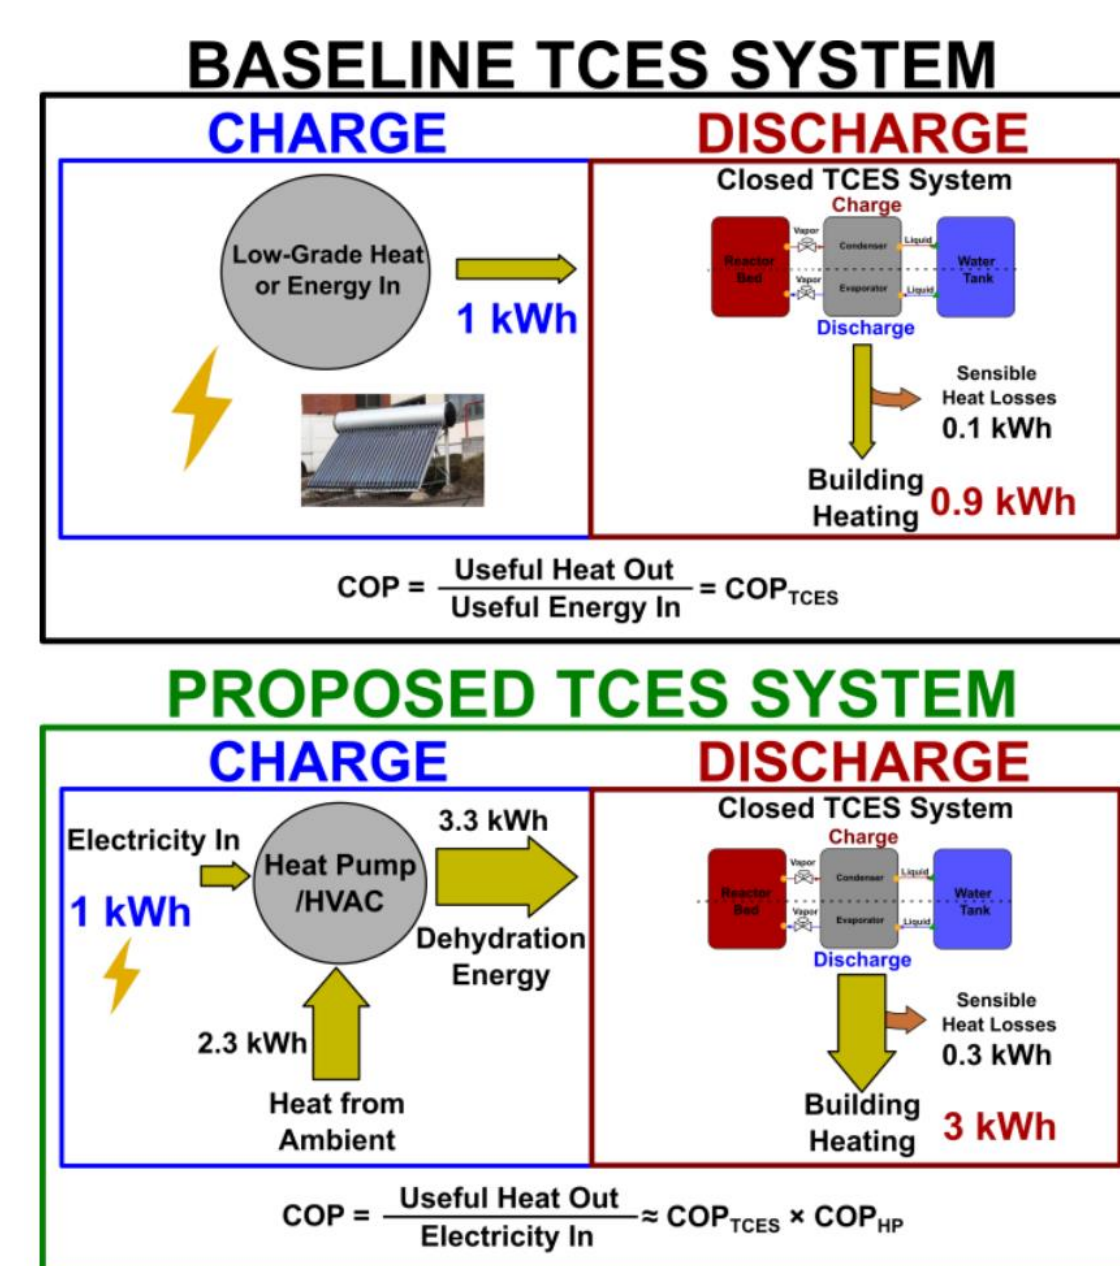 BASELINE TCES SYSTEM
CHARGE
Low-Grade Heat
or Energy In
1 kWh
DISCHARGE
Closed TCES System
Charge
Reactor
Bed
Vapor
Vapor
Condenser
Evaporator
Liquid
Liquid
Water
Tank
Discharge
Sensible
Heat Losses
0.1 kWh
Building
Heating
0.9 kWh
COP = Useful Heat Out / Useful Energy In = COP_TCES
PROPOSED TCES SYSTEM
CHARGE
Electricity In
1 kWh
Heat Pump
/HVAC
3.3 kWh
Dehydration
Energy
2.3 kWh
Heat from
Ambient
DISCHARGE
Closed TCES System
Charge
Reactor
Bed
Vapor
Vapor
Condenser
Evaporator
Liquid
Liquid
Water
Tank
Discharge
Sensible
Heat Losses
0.3 kWh
Building
Heating
3 kWh
COP = Useful Heat Out / Electricity In ≈ COP_TCES × COP_HP